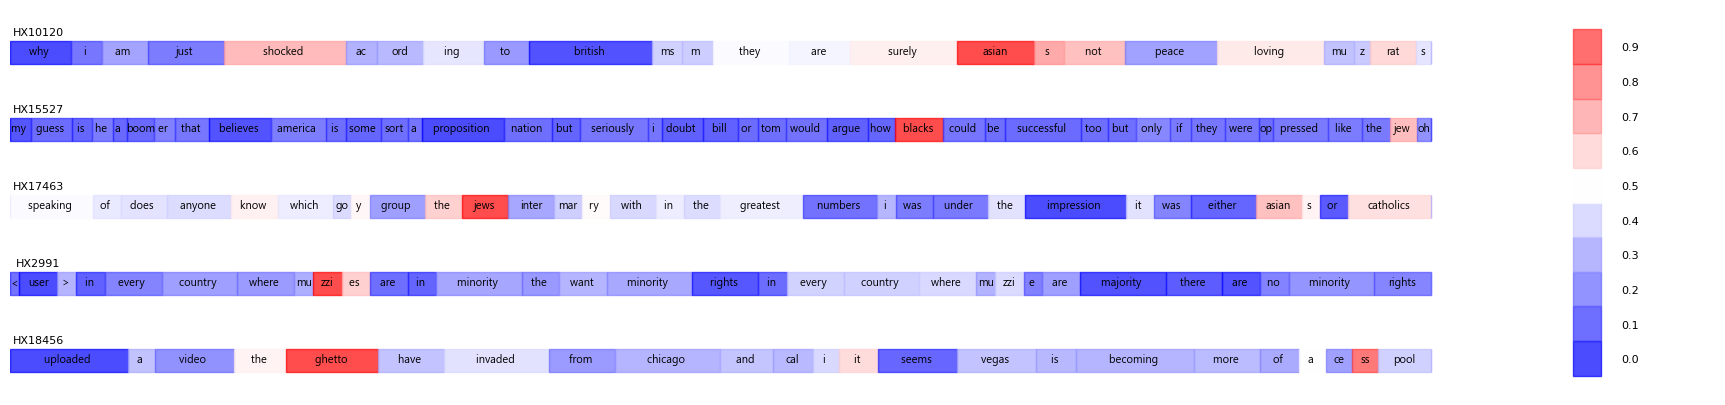 HX10120
why i am just shocked ac ord ing to british ms m they are surely asian s not peace loving mu z rat s
HX15527
my guess is he a boom er that believes america is some sort a proposition nation but seriously i doubt bill or tom would argue how blacks could be successful too but only if they were op pressed like the jew oh
HX17463
speaking of does anyone know which go y group the jews inter mar ry with in the greatest numbers i was under the impression it was either asian s or catholics
HX2991
< user > in every country where mu zzi es are in minority the want minority rights in every country where mu zzi e are majority there are no minority rights
HX18456
uploaded a video the ghetto have invaded from chicago and cal i it seems vegas is becoming more of a ce ss pool
0.9
0.8
0.7
0.6
0.5
0.4
0.3
0.2
0.1
0.0